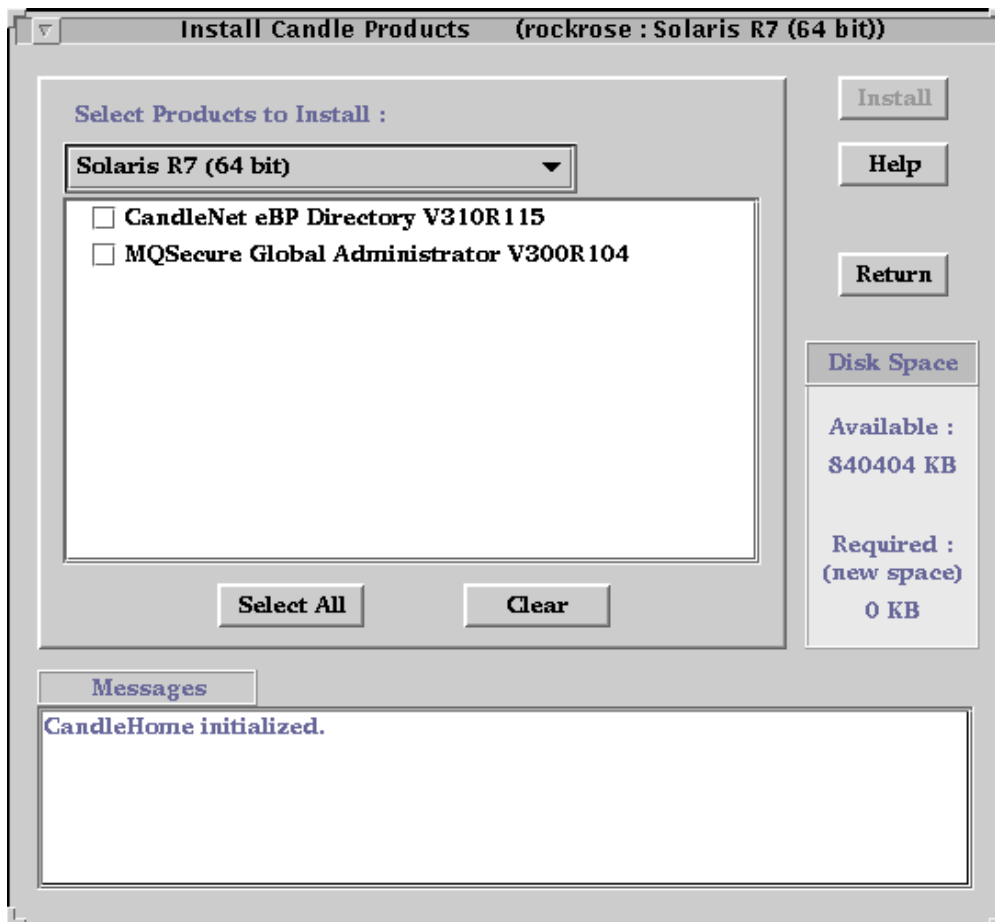 Install Candle Products (rockrose : Solaris R7 (64 bit))
Select Products to Install :
Solaris R7 (64 bit)
CandleNet eBP Directory V310R115
MQSecure Global Administrator V300R104
Select All
Clear
Install
Help
Return
Disk Space
Available :
840404 KB
Required :
(new space)
0 KB
Messages
CandleHome initialized.